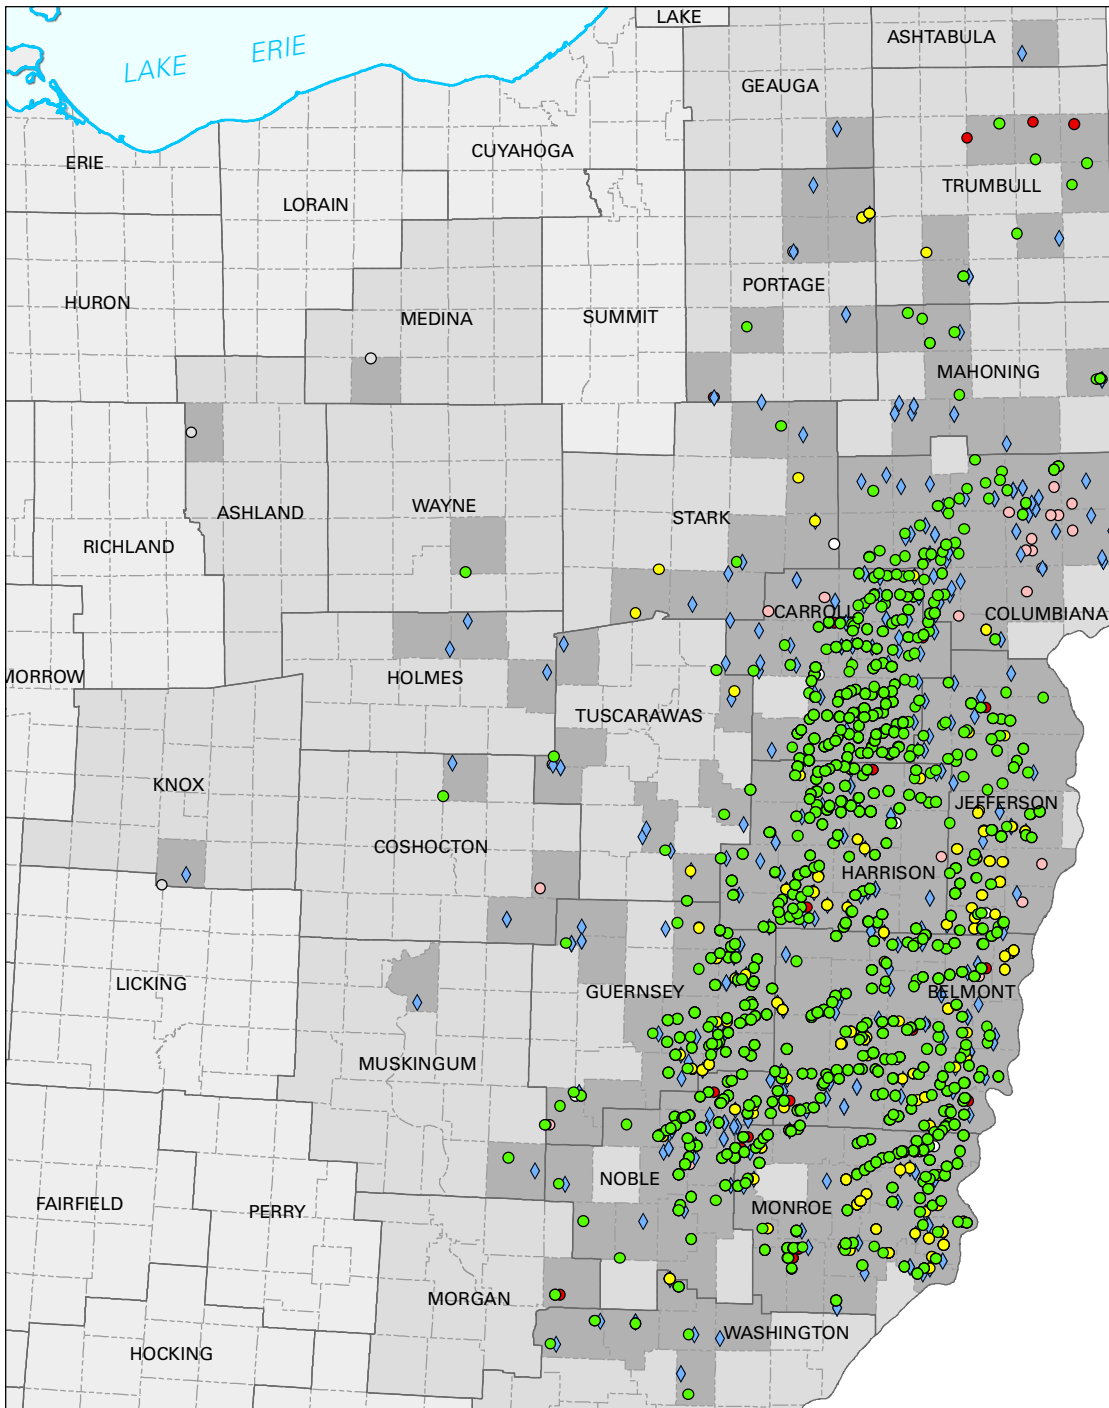 LAKE
ASHTABULA
LAKE ERIE
GEAUGA
CUYAHOGA
ERIE
TRUMBULL
LORAIN
PORTAGE
HURON
MEDINA
SUMMIT
MAHONING
ASHLAND
WAYNE
STARK
RICHLAND
CARROLL
COLUMBIANA
MORROW
HOLMES
TUSCARAWAS
KNOX
JEFFERSON
COSHOCTON
HARRISON
LICKING
GUERNSEY
BELMONT
MUSKINGUM
NOBLE
FAIRFIELD
PERRY
MONROE
MORGAN
WASHINGTON
HOCKING